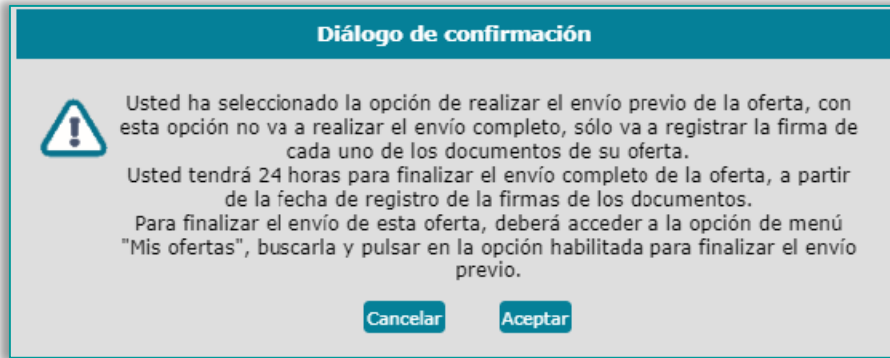 Diálogo de confirmación
Usted ha seleccionado la opción de realizar el envío previo de la oferta, con
esta opción no va a realizar el envío completo, sólo va a registrar la firma de
cada uno de los documentos de su oferta.
Usted tendrá 24 horas para finalizar el envío completo de la oferta, a partir
de la fecha de registro de la firmas de los documentos.
Para finalizar el envío de esta oferta, deberá acceder a la opción de menú
"Mis ofertas", buscarla y pulsar en la opción habilitada para finalizar el envío
previo.
Cancelar Aceptar